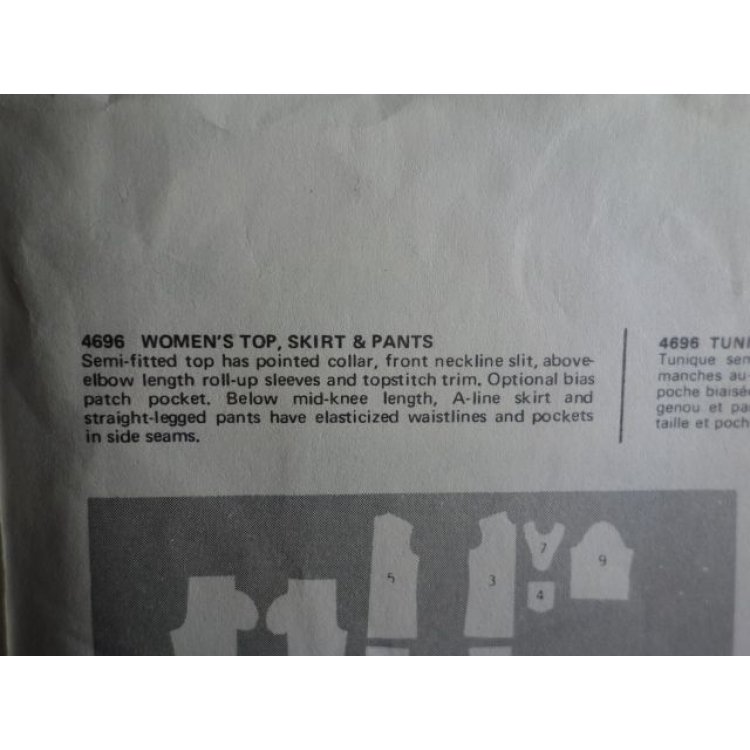 4696 WOMEN'S TOP, SKIRT & PANTS
Semi-fitted top has pointed collar, front neckline slit, above-
elbow length roll-up sleeves and topstitch trim. Optional bias
patch pocket. Below mid-knee length, A-line skirt and
straight-legged pants have elasticized waistlines and pockets
in side seams.
4696 TUNI
Tunique sem
manches au-
poche biaisé
genou et pa
taille et poch
5
3
7
4
9